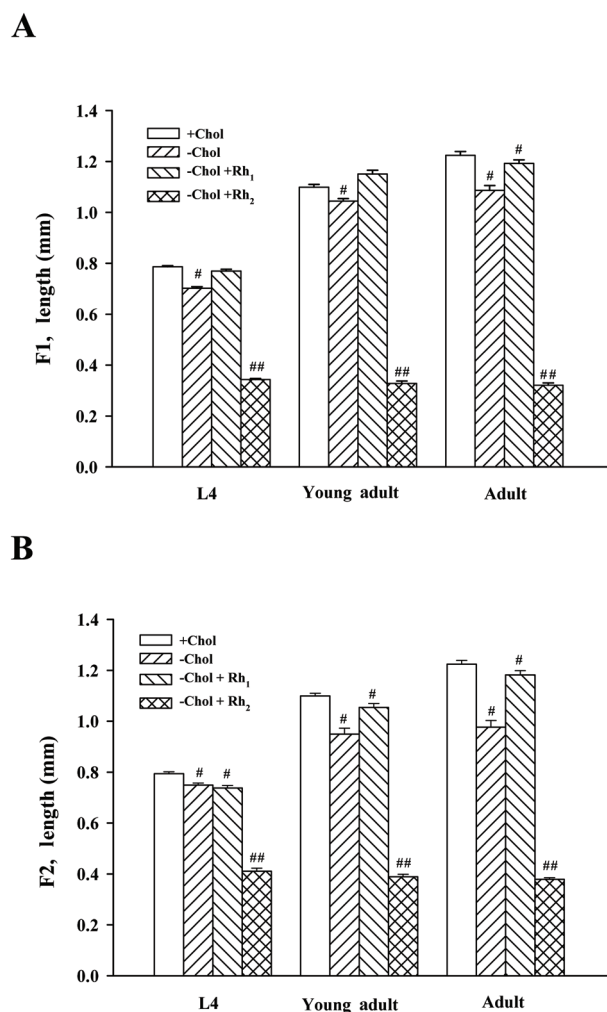 A
F1, length (mm)
1.4
1.2
1.0
0.8
0.6
0.4
0.2
0.0
+Chol
-Chol
-Chol +Rh1
-Chol +Rh2
# ## # ## # # ##
L4 Young adult Adult
B
F2, length (mm)
1.4
1.2
1.0
0.8
0.6
0.4
0.2
0.0
+Chol
-Chol
-Chol + Rh1
-Chol + Rh2
# # ## # # ## # # ##
L4 Young adult Adult